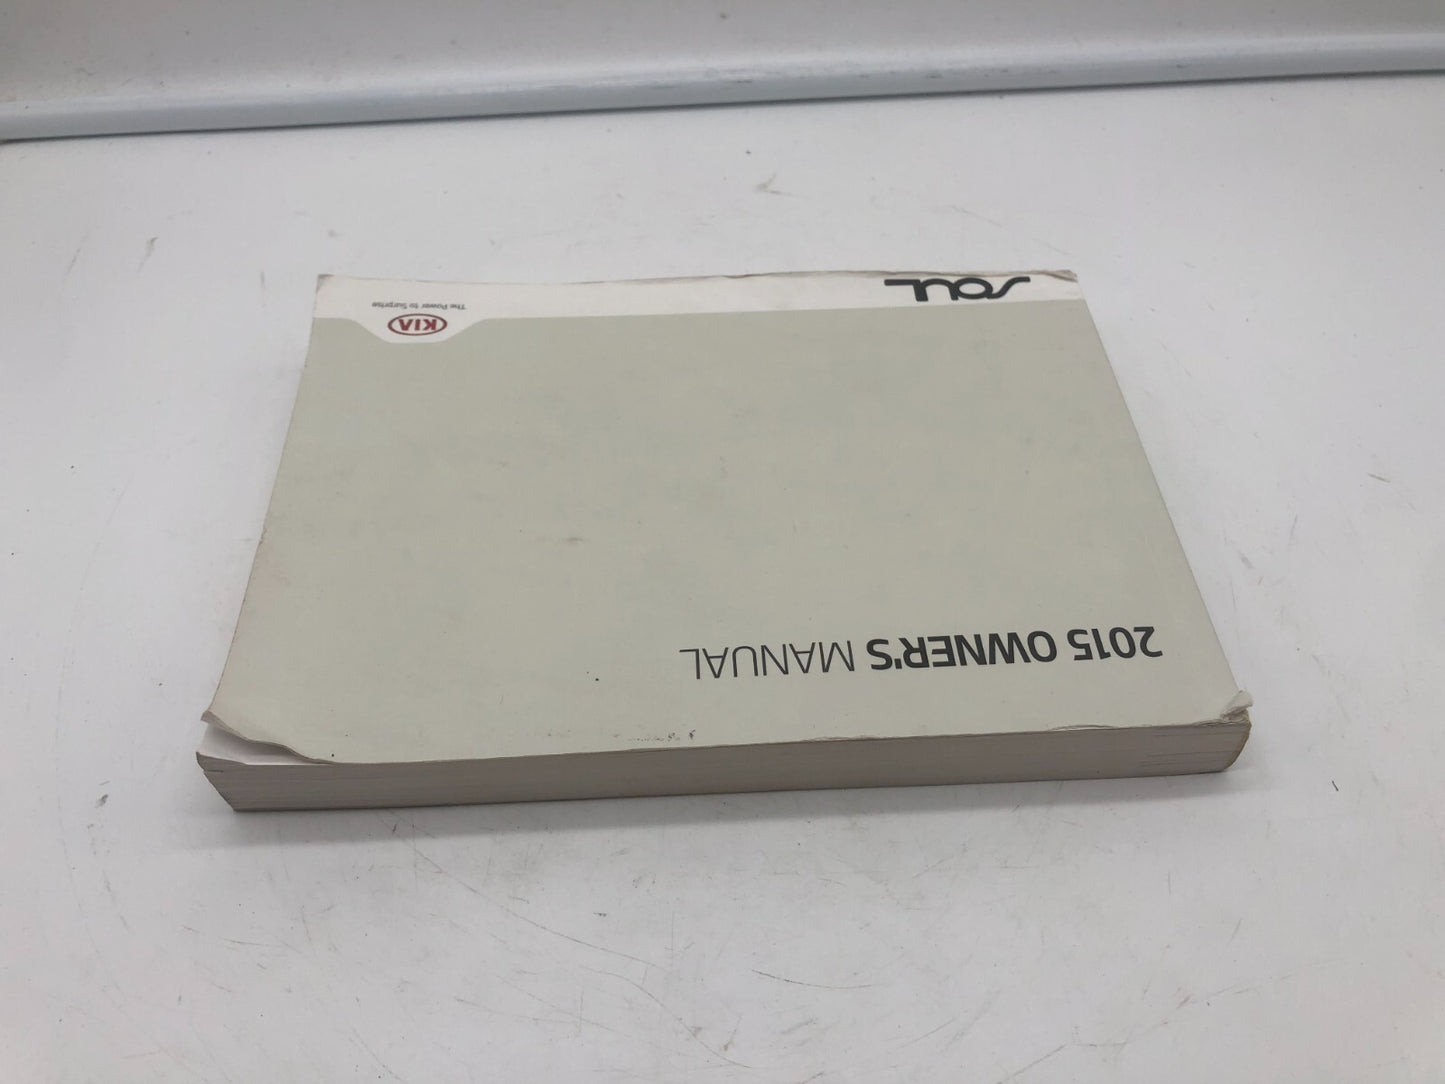 2015 OWNER'S MANUAL
KIA
The Power to Surprise
SOUL